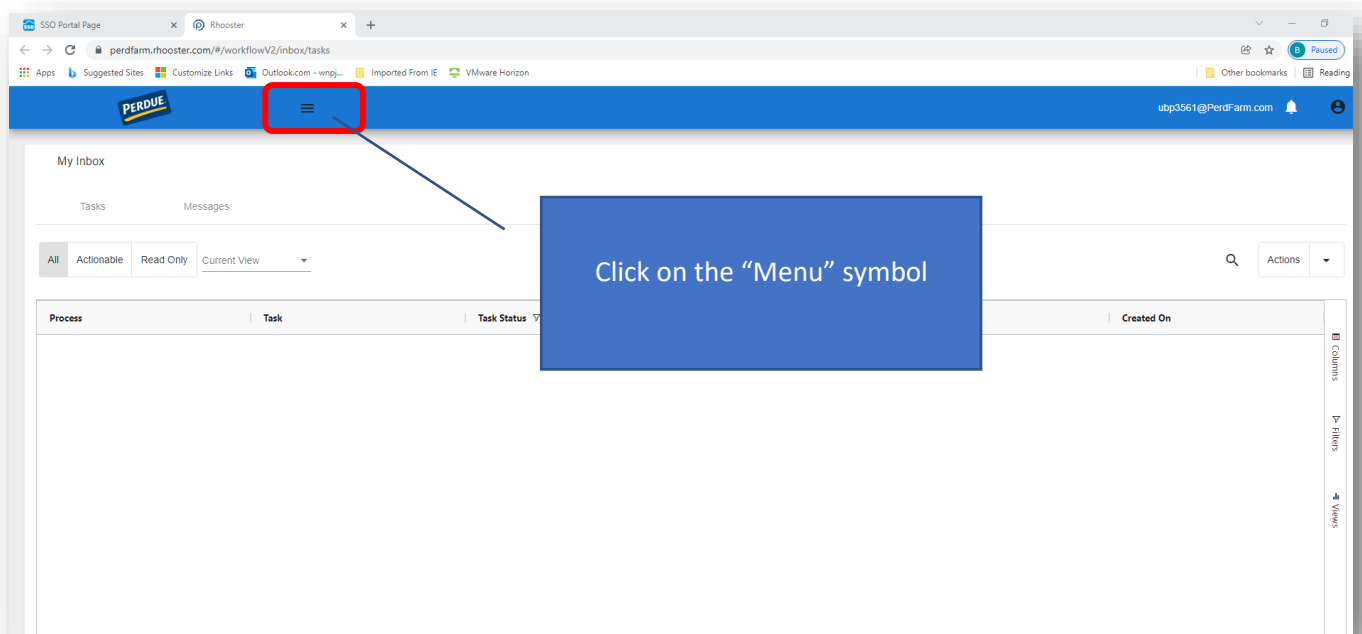 SSO Portal Page
Rhooster
perdfarm.rhooster.com/#/workflowV2/inbox/tasks
B Paused
Apps Suggested Sites Customize Links Outlook.com - wnpj... Imported From IE VMware Horizon Other bookmarks Reading
PERDUE
ubp3561@PerdFarm.com
My Inbox
Tasks Messages
All Actionable Read Only Current View
Actions
Click on the “Menu” symbol
Process Task Task Status Created On
Columns
Filters
Views